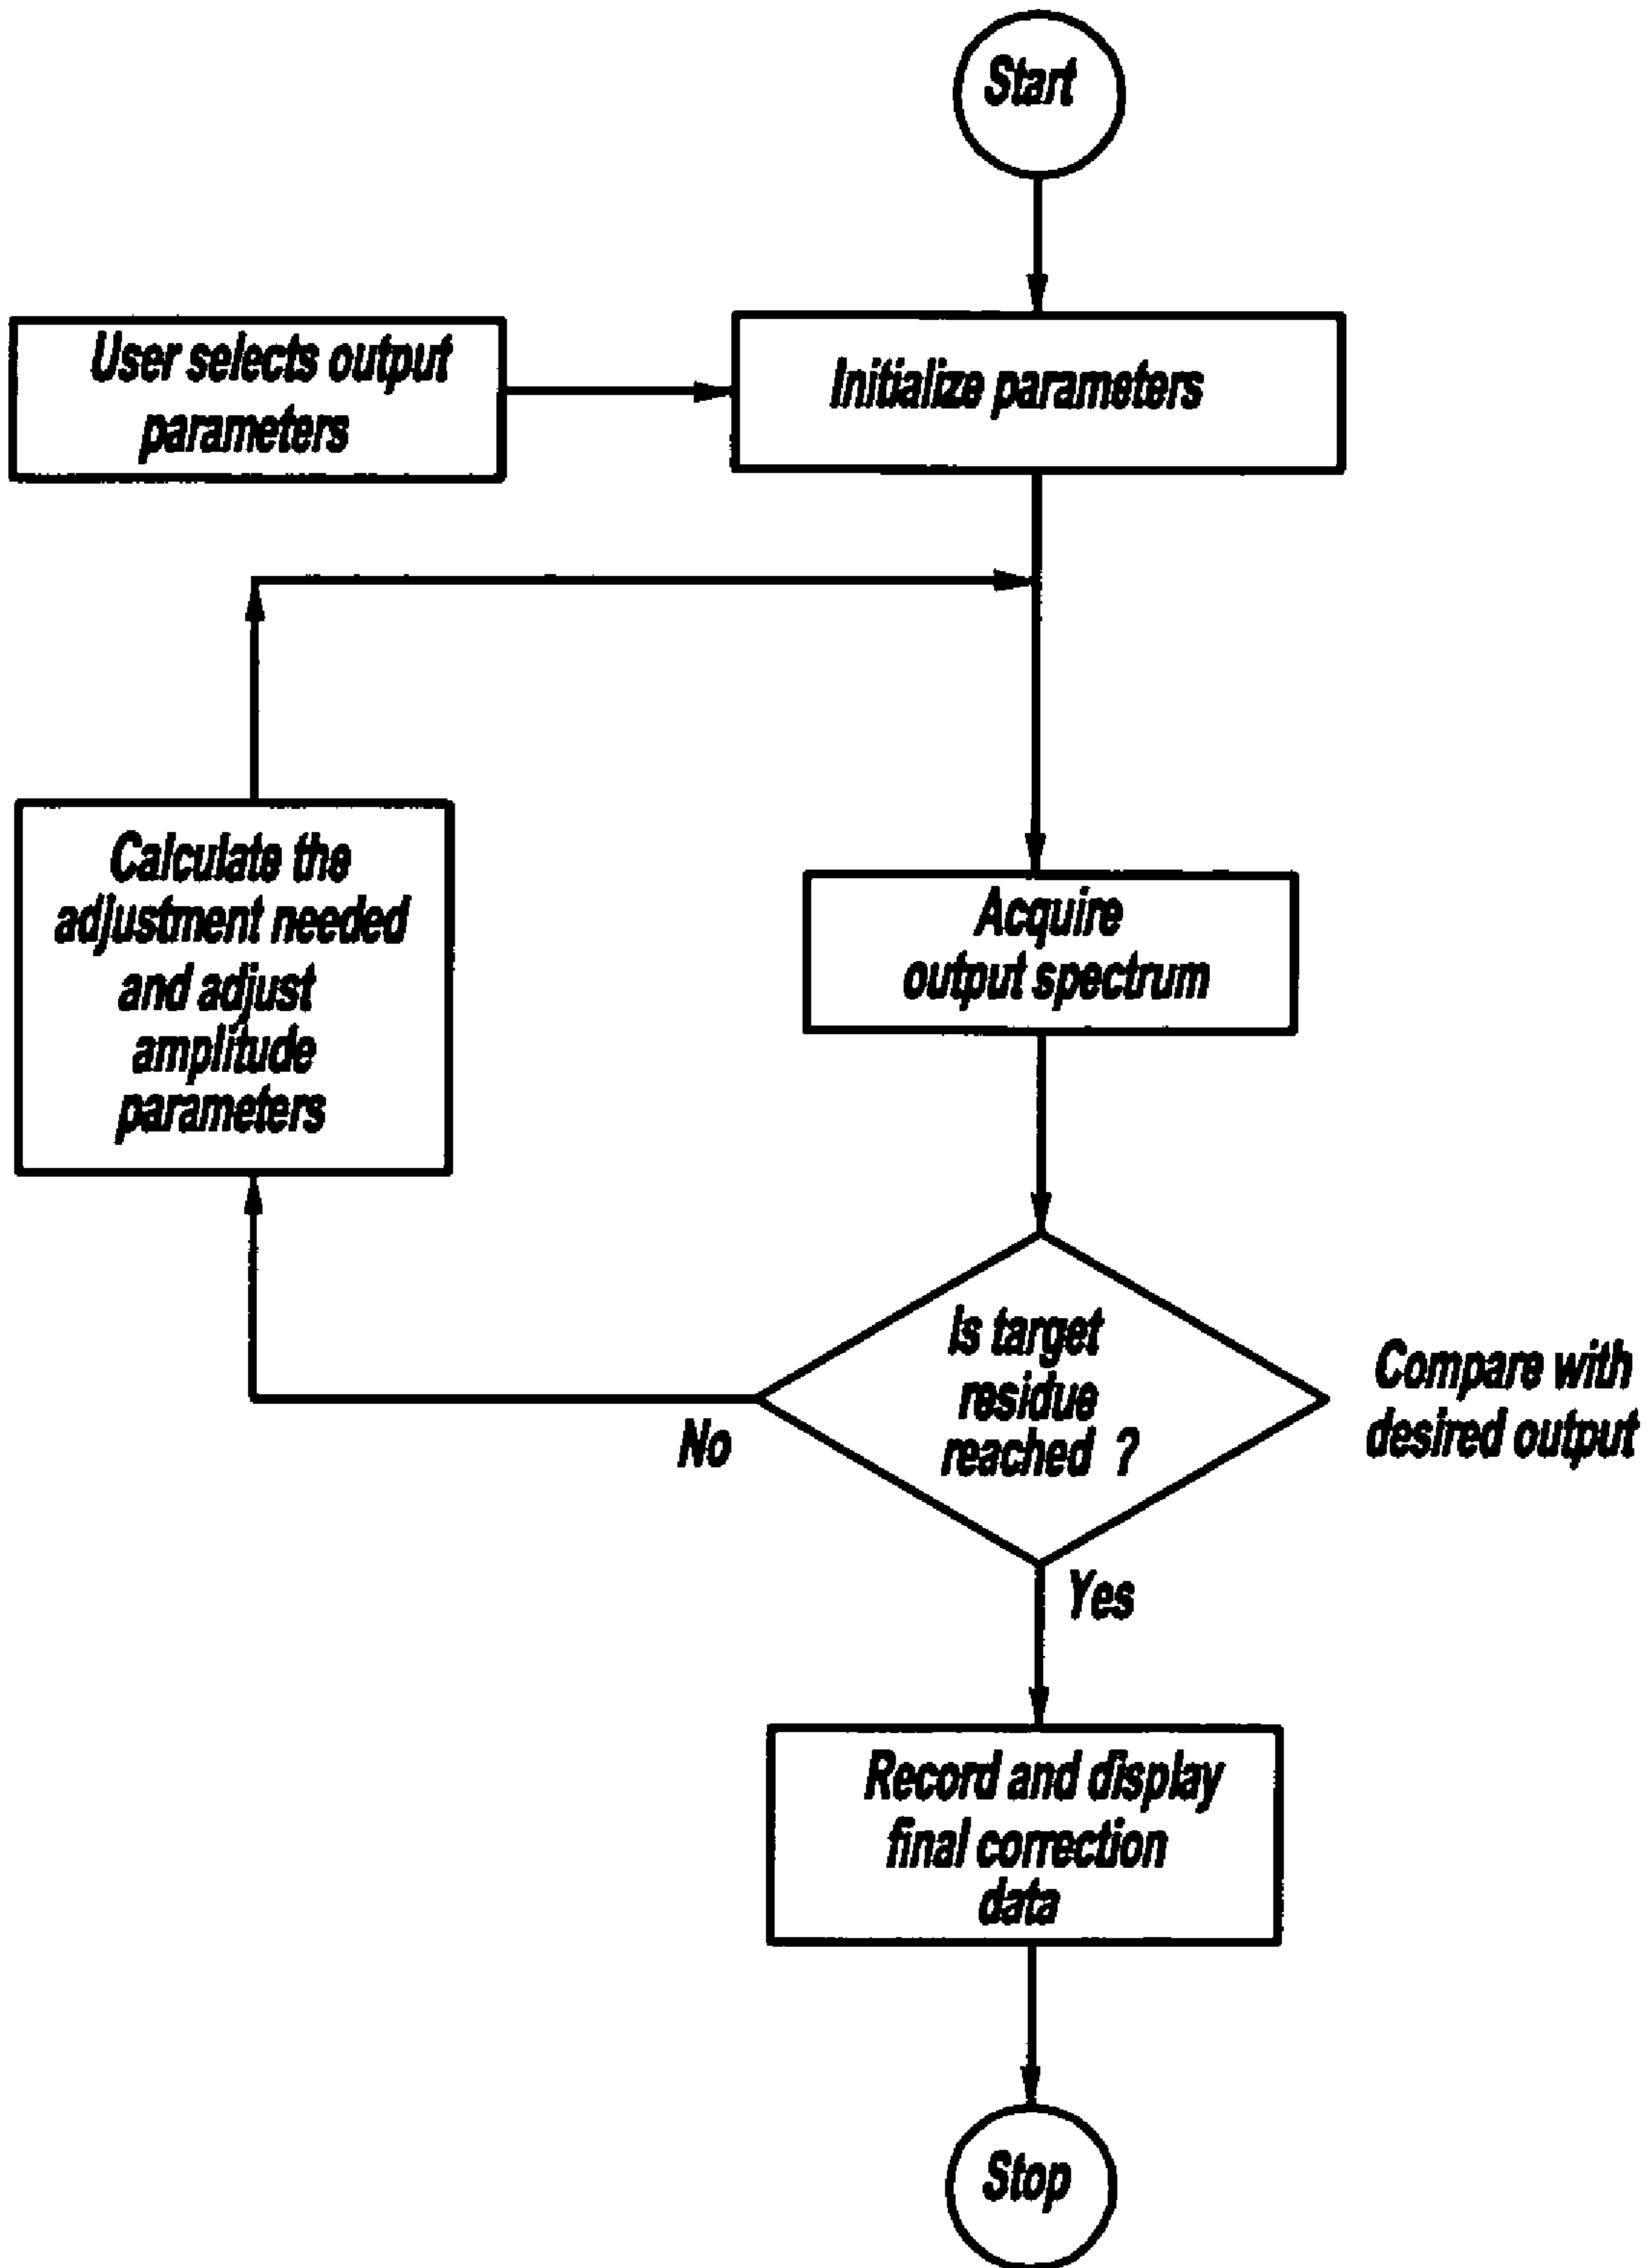 Start
User selects output
parameters
Initialize parameters
Calculate the
adjustment needed
and adjust
amplitude
parameters
Acquire
output spectrum
Is target
residue
reached ?
Compare with
desired output
No
Yes
Record and display
final correction
data
Stop